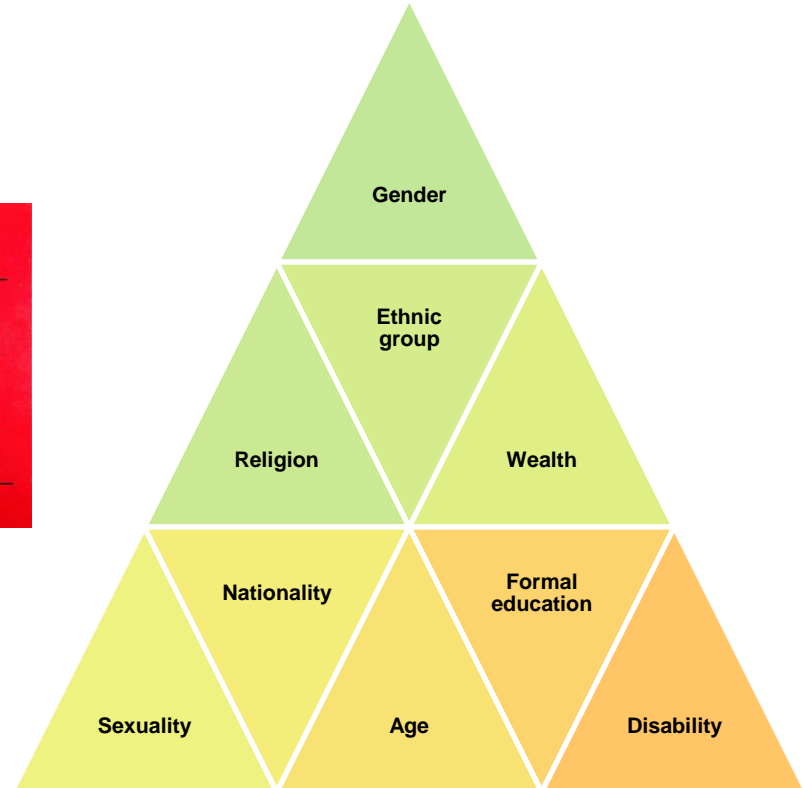 Gender
Ethnic
group
Religion
Wealth
Nationality
Formal
education
Sexuality
Age
Disability